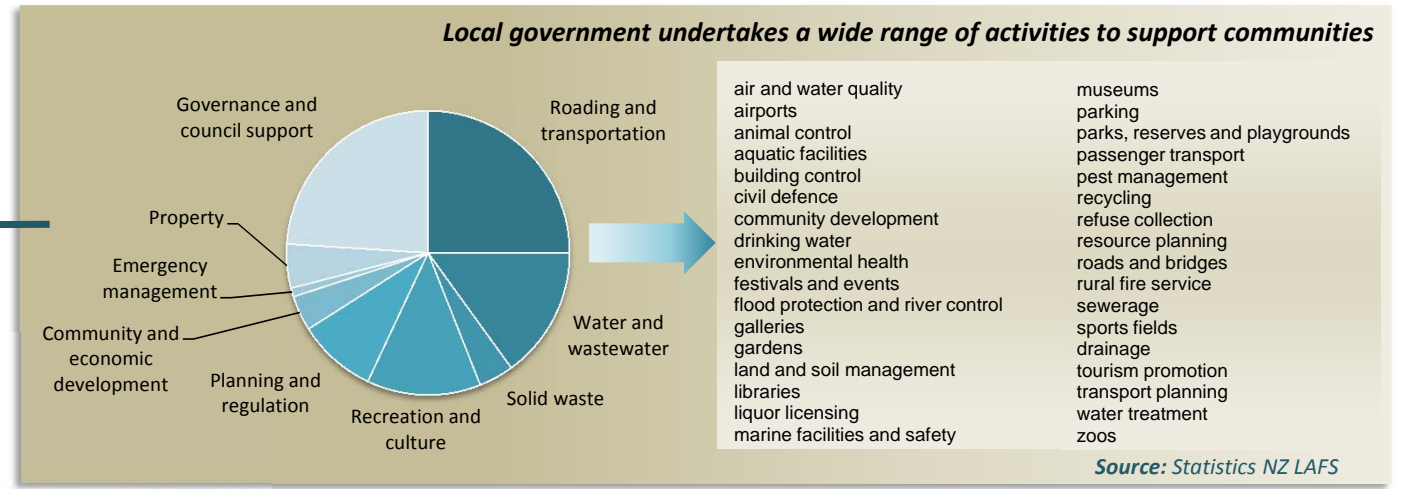 Local government undertakes a wide range of activities to support communities
Governance and
council support
Roading and
transportation
Property
Emergency
management
Community and
economic
development
Planning and
regulation
Recreation and
culture
Solid waste
Water and
wastewater
air and water quality
airports
animal control
aquatic facilities
building control
civil defence
community development
drinking water
environmental health
festivals and events
flood protection and river control
galleries
gardens
land and soil management
libraries
liquor licensing
marine facilities and safety
museums
parking
parks, reserves and playgrounds
passenger transport
pest management
recycling
refuse collection
resource planning
roads and bridges
rural fire service
sewerage
sports fields
drainage
tourism promotion
transport planning
water treatment
zoos
Source: Statistics NZ LAFS